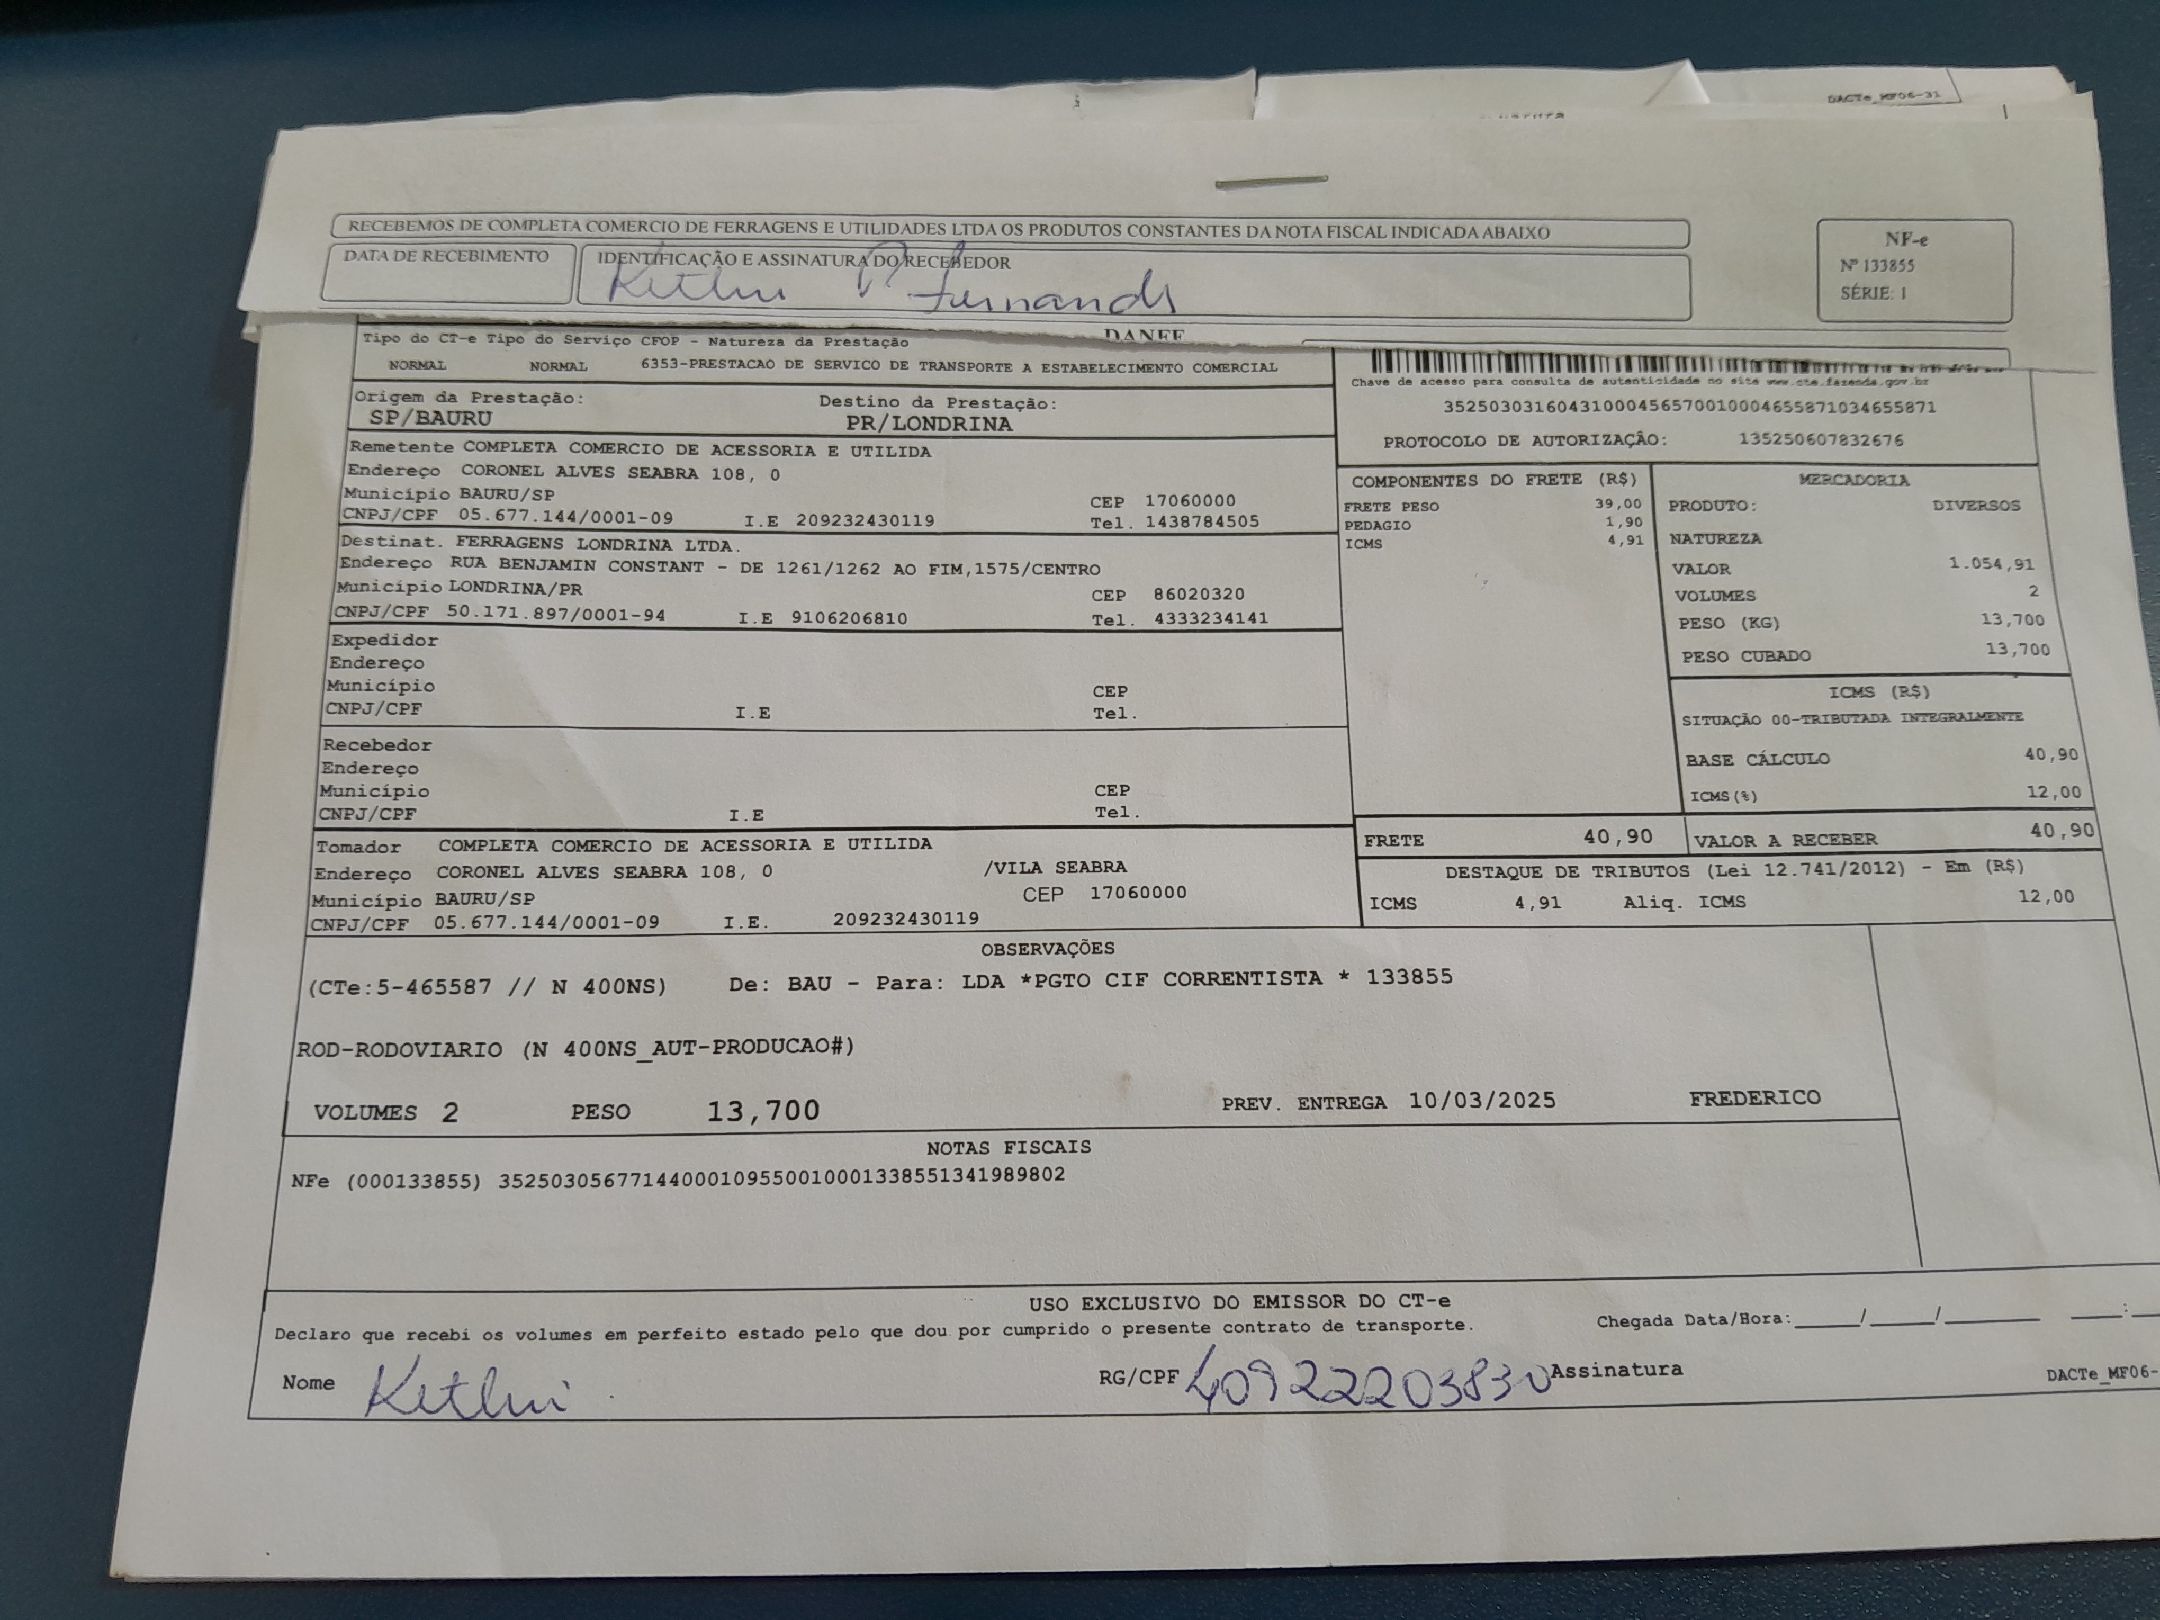 DACTe_MF06-31
RECEBEMOS DE COMPLETA COMERCIO DE FERRAGENS E UTILIDADES LTDA OS PRODUTOS CONSTANTES DA NOTA FISCAL INDICADA ABAIXO
NF-e
Nº 133855
SÉRIE: 1
DATA DE RECEBIMENTO
IDENTIFICAÇÃO E ASSINATURA DO RECEBEDOR
DANFE
Tipo do CT-e Tipo do Serviço CFOP - Natureza da Prestação
NORMAL NORMAL 6353-PRESTACAO DE SERVICO DE TRANSPORTE A ESTABELECIMENTO COMERCIAL
Chave de acesso para consulta de autenticidade no site www.cte.fazenda.gov.br
35250303160431000456570010004655871034655871
PROTOCOLO DE AUTORIZAÇÃO: 135250607832676
Origem da Prestação: Destino da Prestação:
SP/BAURU PR/LONDRINA
Remetente COMPLETA COMERCIO DE ACESSORIA E UTILIDA
Endereço CORONEL ALVES SEABRA 108, 0
Município BAURU/SP CEP 17060000
CNPJ/CPF 05.677.144/0001-09 I.E 209232430119 Tel. 1438784505
Destinat. FERRAGENS LONDRINA LTDA.
Endereço RUA BENJAMIN CONSTANT - DE 1261/1262 AO FIM,1575/CENTRO
Município LONDRINA/PR CEP 86020320
CNPJ/CPF 50.171.897/0001-94 I.E 9106206810 Tel. 4333234141
Expedidor
Endereço
Município CEP
CNPJ/CPF I.E Tel.
Recebedor
Endereço
Município CEP
CNPJ/CPF I.E Tel.
Tomador COMPLETA COMERCIO DE ACESSORIA E UTILIDA
Endereço CORONEL ALVES SEABRA 108, 0 /VILA SEABRA
Município BAURU/SP CEP 17060000
CNPJ/CPF 05.677.144/0001-09 I.E. 209232430119
COMPONENTES DO FRETE (R$)
FRETE PESO 39,00
PEDAGIO 1,90
ICMS 4,91
MERCADORIA
PRODUTO: DIVERSOS
NATUREZA
VALOR 1.054,91
VOLUMES 2
PESO (KG) 13,700
PESO CUBADO 13,700
ICMS (R$)
SITUAÇÃO 00-TRIBUTADA INTEGRALMENTE
BASE CÁLCULO 40,90
ICMS(%) 12,00
FRETE 40,90 VALOR A RECEBER 40,90
DESTAQUE DE TRIBUTOS (Lei 12.741/2012) - Em (R$)
ICMS 4,91 Aliq. ICMS 12,00
OBSERVAÇÕES
(CTe:5-465587 // N 400NS) De: BAU - Para: LDA *PGTO CIF CORRENTISTA * 133855
ROD-RODOVIARIO (N 400NS_AUT-PRODUCAO#)
VOLUMES 2 PESO 13,700 PREV. ENTREGA 10/03/2025 FREDERICO
NOTAS FISCAIS
NFe (000133855) 35250305677144000109550010001338551341989802
USO EXCLUSIVO DO EMISSOR DO CT-e
Declaro que recebi os volumes em perfeito estado pelo que dou por cumprido o presente contrato de transporte.
Chegada Data/Hora:_____/_____/________ ____:__
Nome RG/CPF 40922203830 Assinatura
DACTe_MF06-